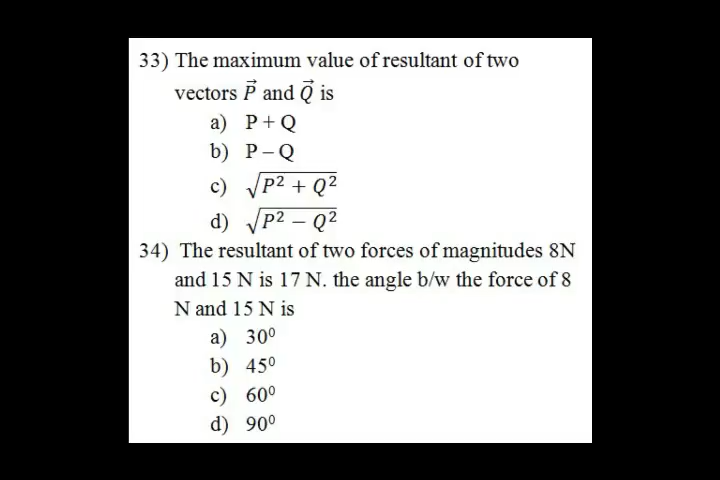 33) The maximum value of resultant of two
vectors P⃗ and Q⃗ is
a) P + Q
b) P – Q
c) √(P² + Q²)
d) √(P² – Q²)
34) The resultant of two forces of magnitudes 8N
and 15 N is 17 N. the angle b/w the force of 8
N and 15 N is
a) 30⁰
b) 45⁰
c) 60⁰
d) 90⁰